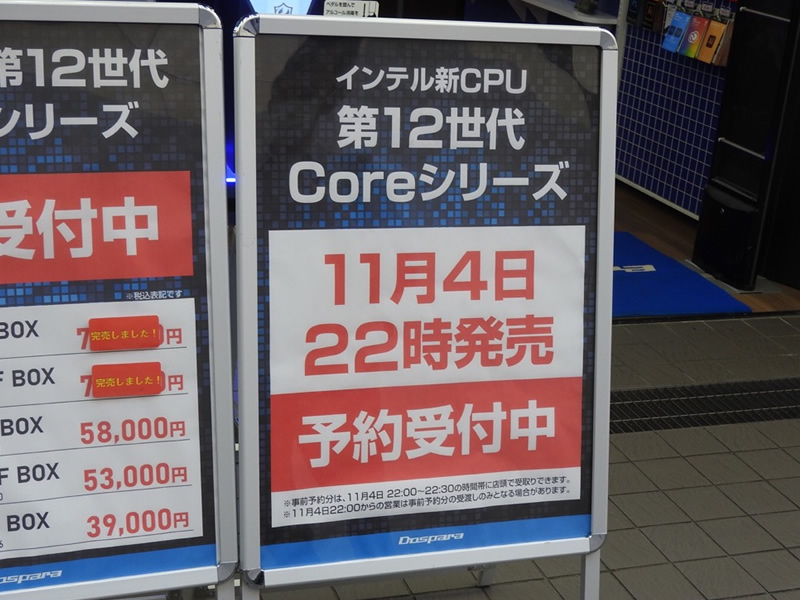 第12世代
シリーズ
受付中
※税込表記です
BOX
7
完売しました!
円
F BOX
7
完売しました!
円
BOX
58,000円
F BOX
53,000円
BOX
39,000円
Dospara
インテル新CPU
第12世代
Coreシリーズ
11月4日
22時発売
予約受付中
※事前予約分は、11月4日 22:00~22:30の時間帯に店頭で受取りできます。
※11月4日22:00からの営業は事前予約分の受渡しのみとなる場合があります。
Dospara